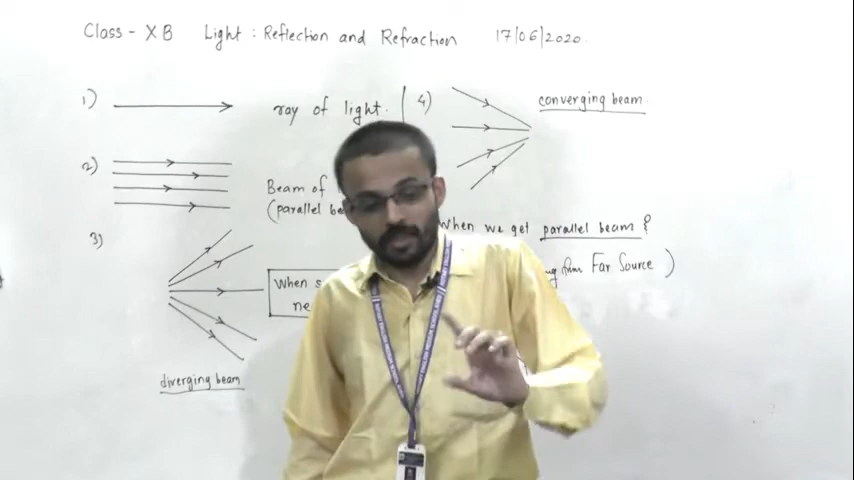 Class - X B Light : Reflection and Refraction 17/06/2020.
1) ray of light.
2) Beam of
(parallel be
3)
When s
ne
diverging beam
4) converging beam
When we get parallel beam ?
from Far Source )